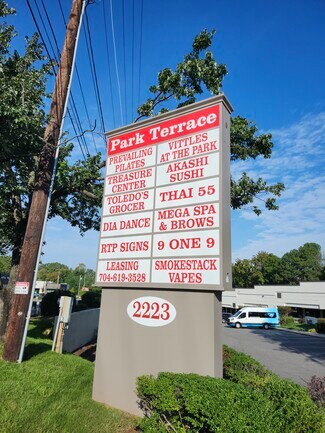 Park Terrace
PREVAILING
PILATES
VITTLES
AT THE PARK
TREASURE
CENTER
AKASHI
SUSHI
TOLEDO'S
GROCER
THAI 55
DIA DANCE
MEGA SPA
& BROWS
RTP SIGNS
9 ONE 9
LEASING
704-619-3528
SMOKESTACK
VAPES
2223